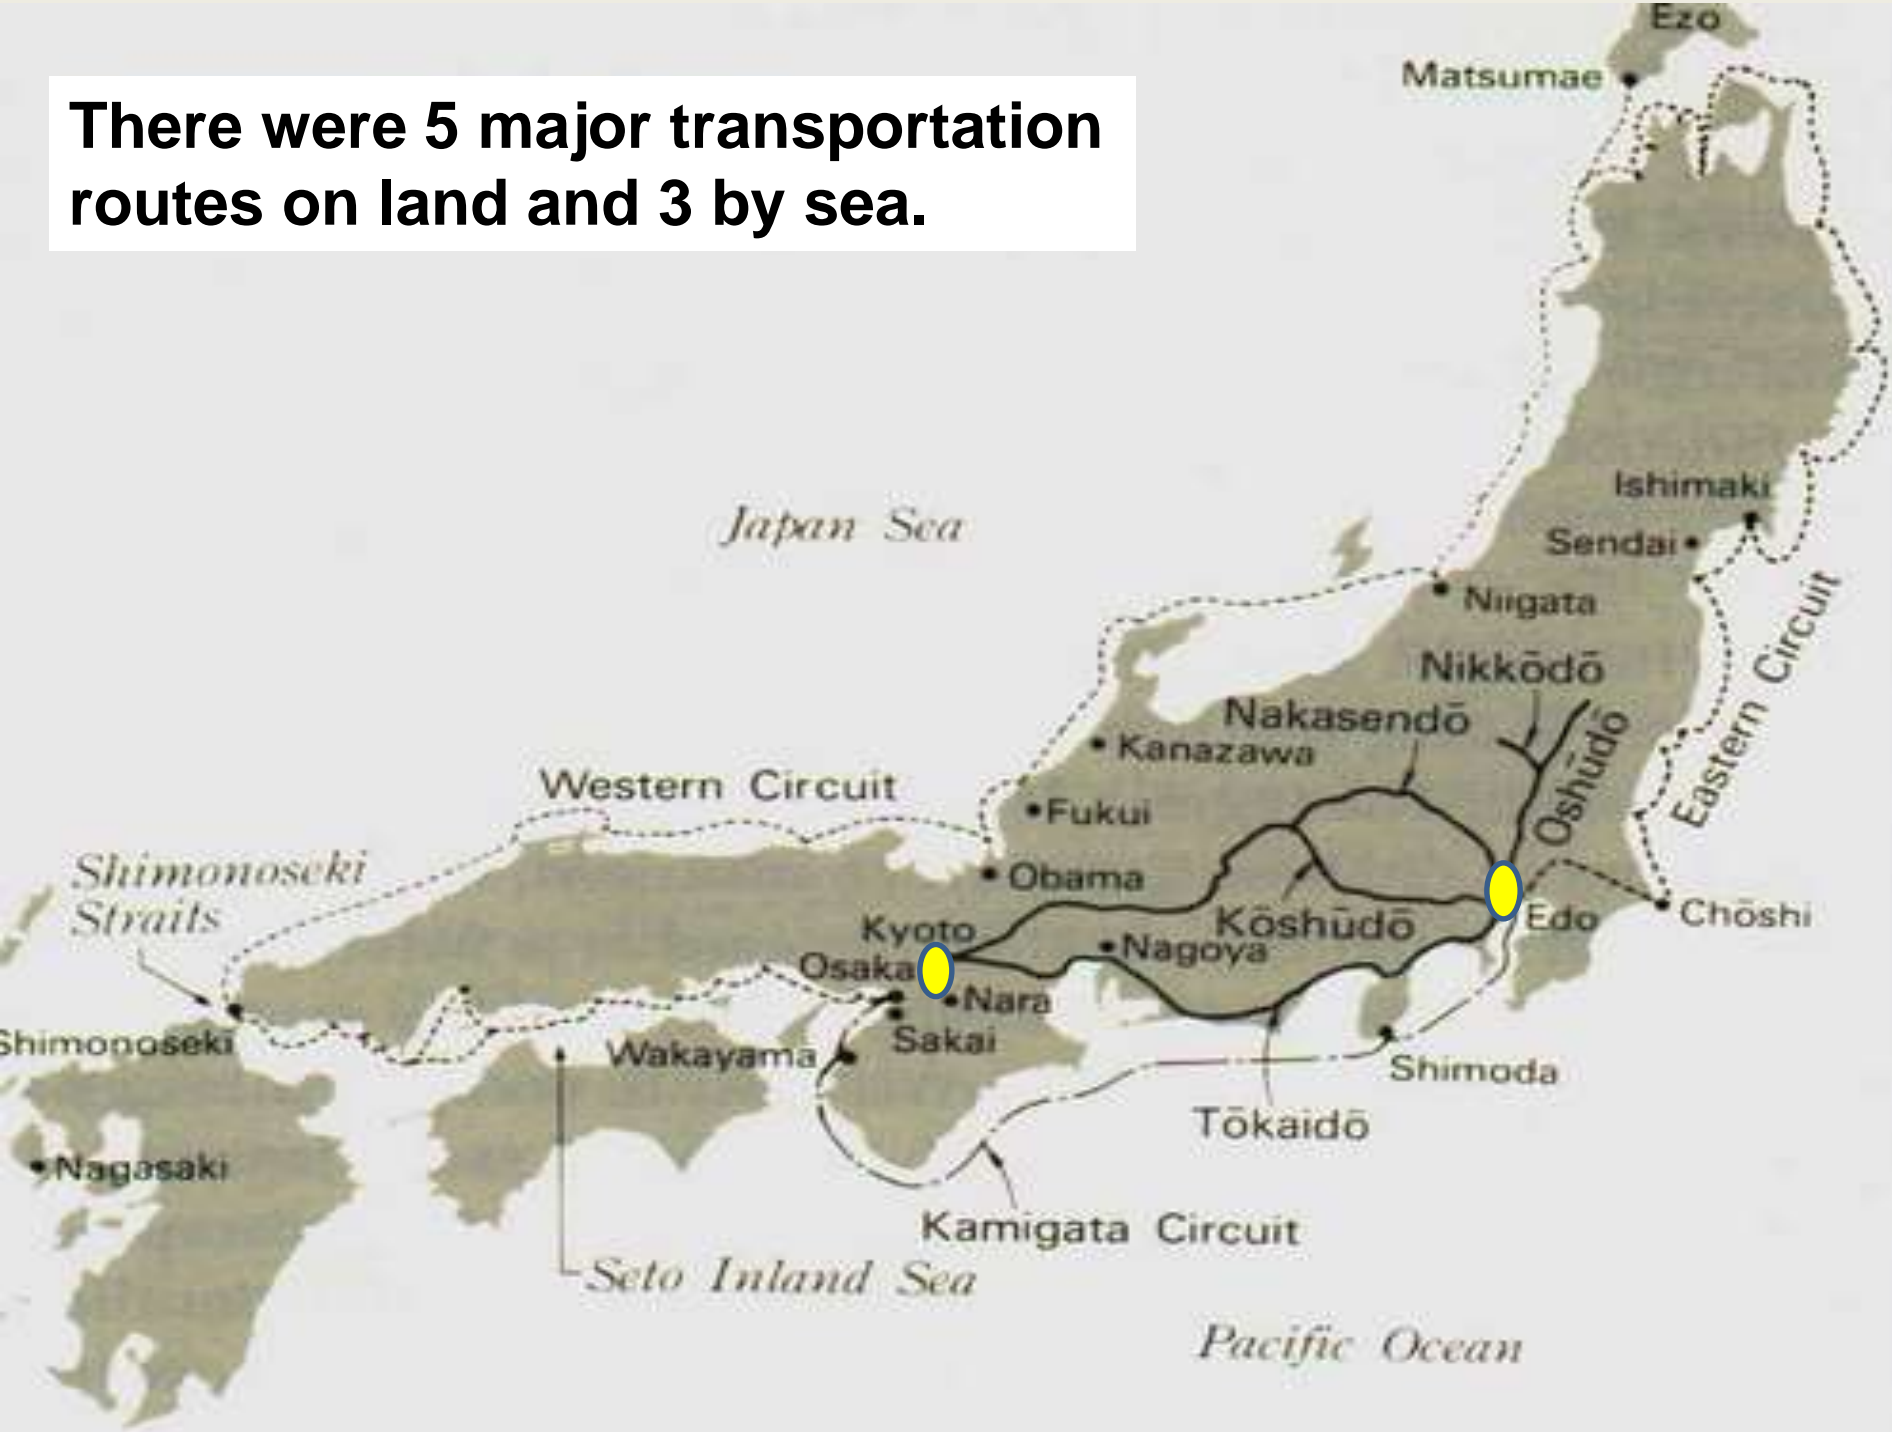 There were 5 major transportation
routes on land and 3 by sea.
Ezo
Matsumae
Japan Sea
Ishimaki
Sendai
Niigata
Eastern Circuit
Nikkōdō
Nakasendō
Oshūdō
Kanazawa
Western Circuit
Fukui
Shimonoseki
Straits
Obama
Kōshūdō
Edo
Chōshi
Kyoto
Nagoya
Osaka
Nara
Shimonoseki
Sakai
Wakayama
Shimoda
Tōkaidō
Nagasaki
Kamigata Circuit
Seto Inland Sea
Pacific Ocean